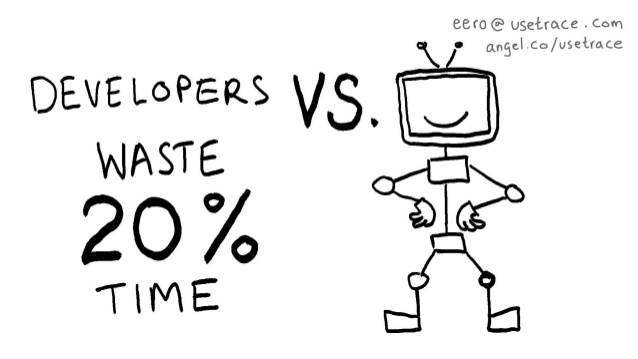 eero@usetrace.com
angel.co/usetrace
DEVELOPERS VS.
WASTE
20%
TIME